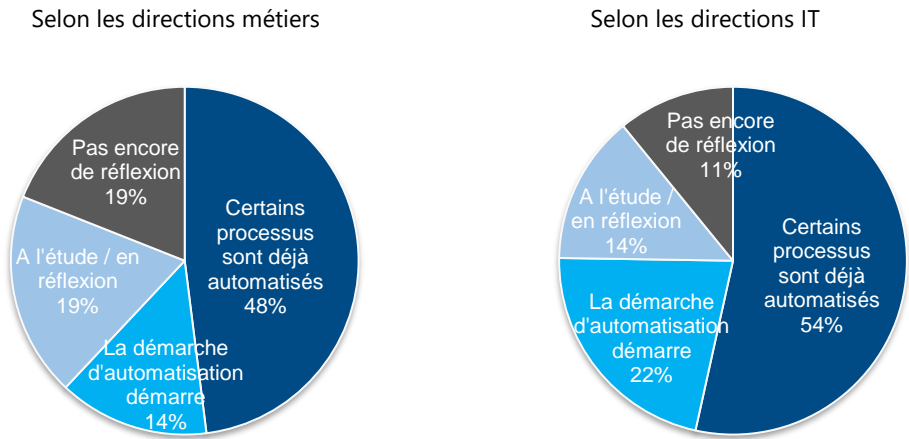 Selon les directions métiers
Pas encore
de réflexion
19%
Certains
processus
sont déjà
automatisés
48%
A l'étude / en
réflexion
19%
La démarche
d'automatisation
démarre
14%
Selon les directions IT
Pas encore
de réflexion
11%
A l'étude /
en réflexion
14%
Certains
processus
sont déjà
automatisés
54%
La démarche
d'automatisation
démarre
22%